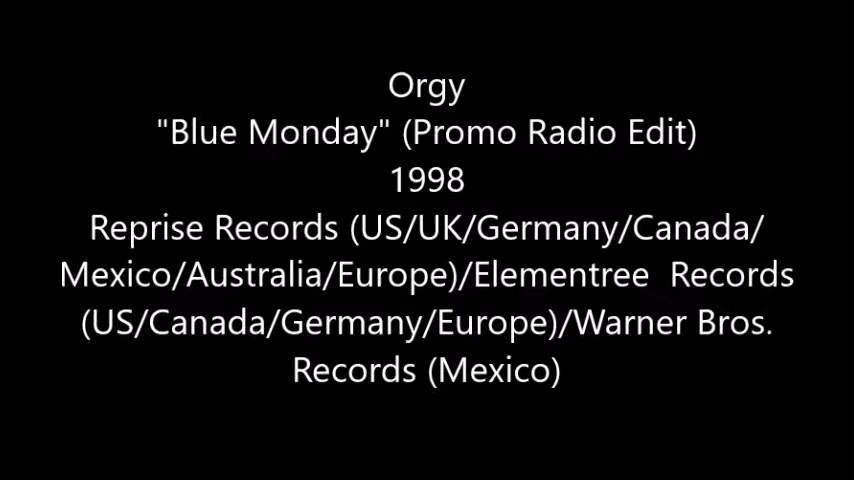 Orgy
"Blue Monday" (Promo Radio Edit)
1998
Reprise Records (US/UK/Germany/Canada/
Mexico/Australia/Europe)/Elementree  Records
(US/Canada/Germany/Europe)/Warner Bros.
Records (Mexico)